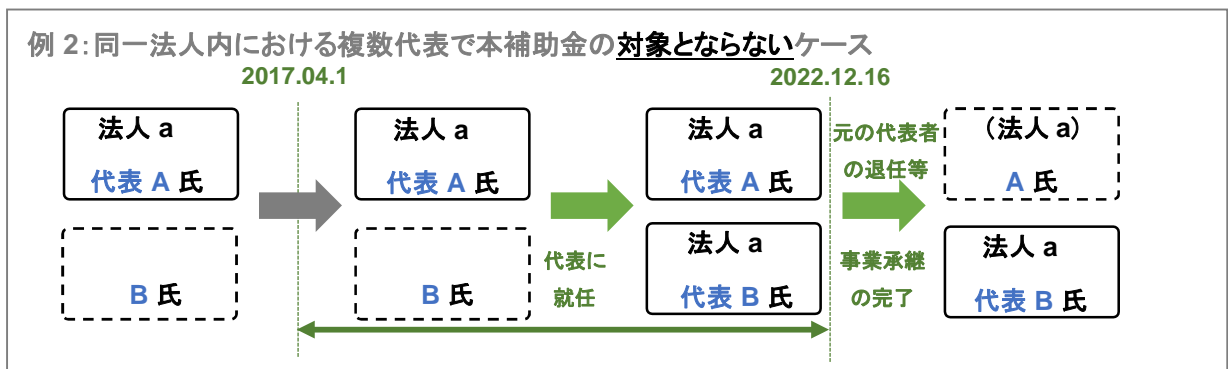 例 2：同一法人内における複数代表で本補助金の対象とならないケース
2017.04.1
2022.12.16
法人 a
代表 A 氏
B 氏
法人 a
代表 A 氏
B 氏
代表に
就任
法人 a
代表 A 氏
法人 a
代表 B 氏
元の代表者
の退任等
事業承継
の完了
（法人 a）
A 氏
法人 a
代表 B 氏